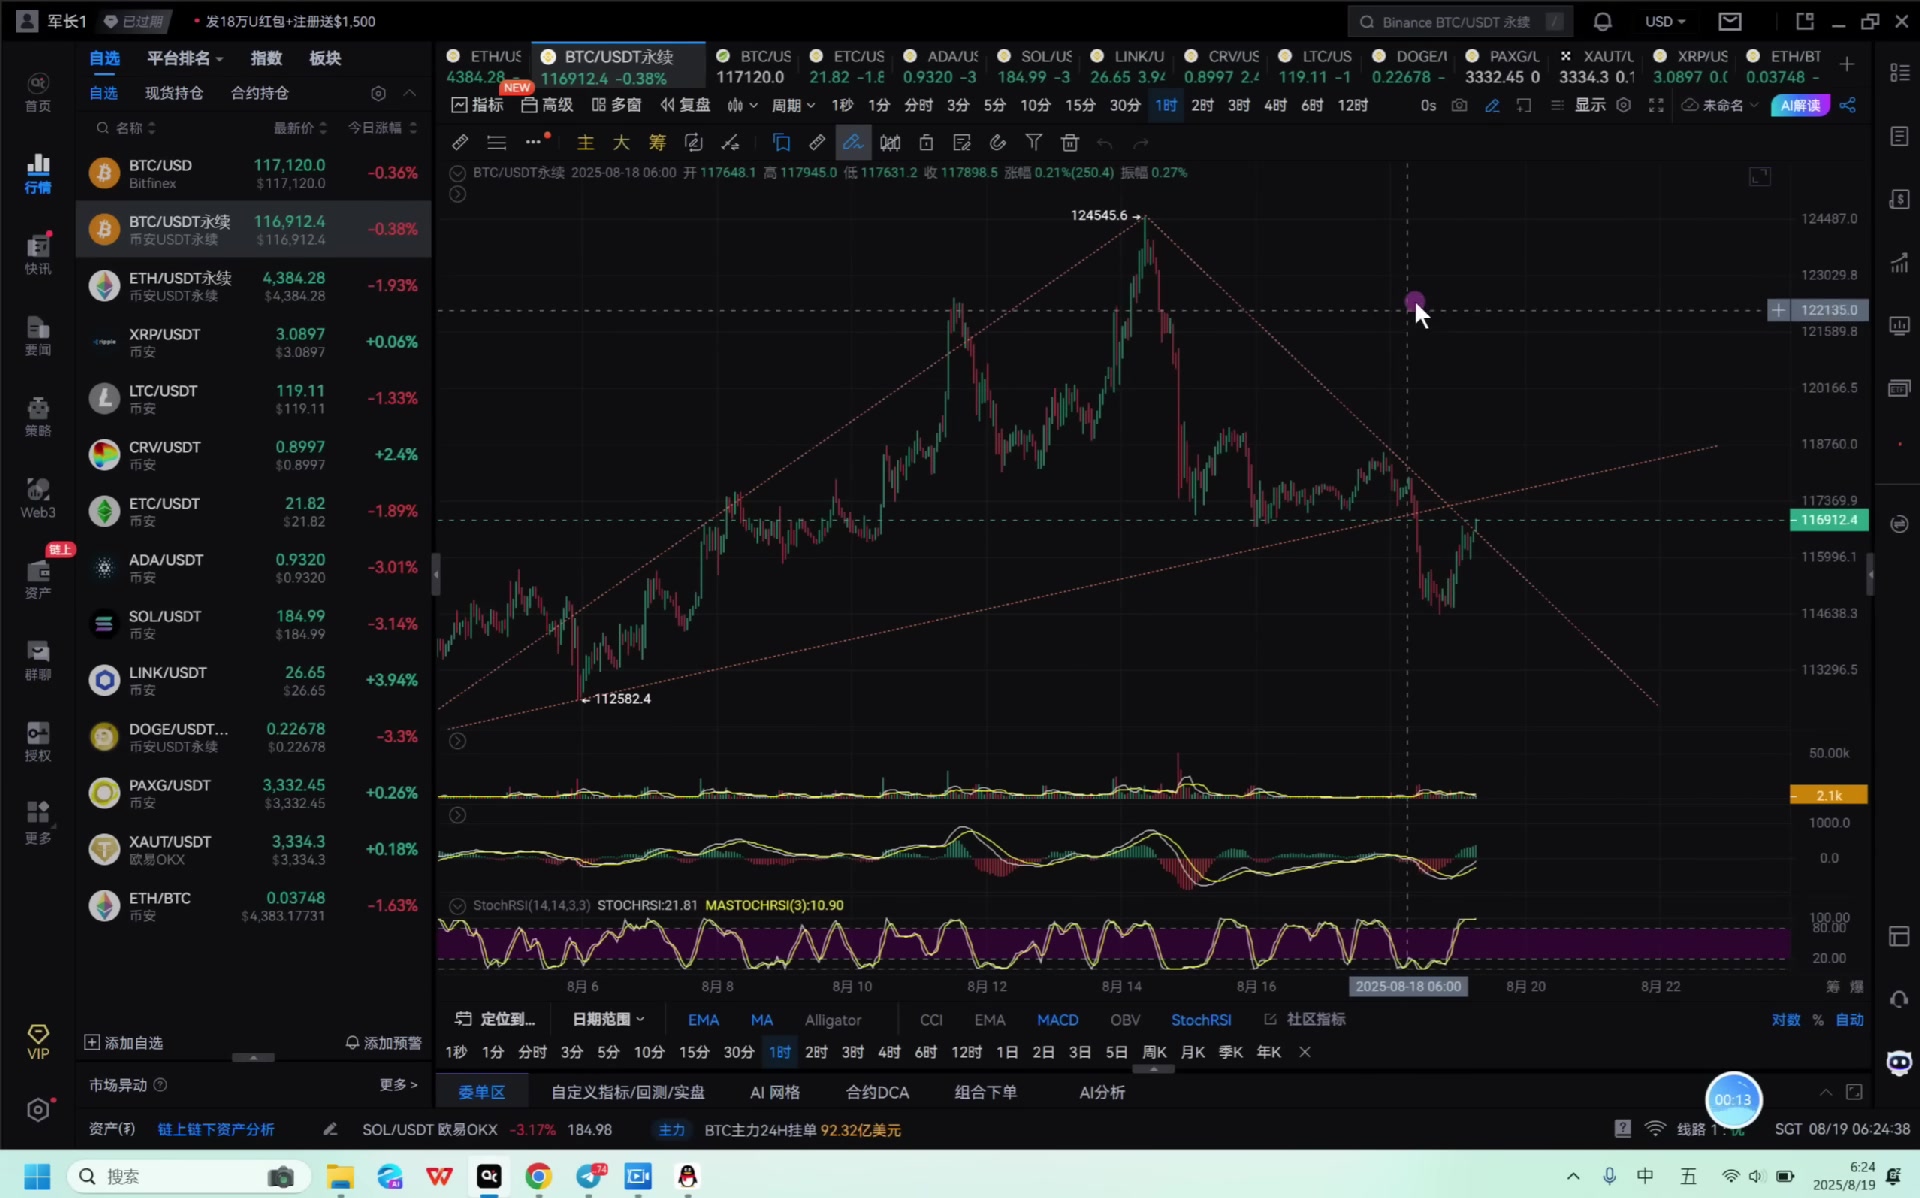 军长1 已过期 • 发18万U红包+注册送$1,500
Binance BTC/USDT 永续 /
USD
首页
行情
快讯
要闻
策略
Web3
链上
资产
群聊
授权
更多
VIP
自选 平台排名 指数 板块
自选 现货持仓 合约持仓
名称 最新价 今日涨幅
BTC/USD 117,120.0 -0.36%
Bitfinex $117,120.0
BTC/USDT永续 116,912.4 -0.38%
币安USDT永续 $116,912.4
ETH/USDT永续 4,384.28 -1.93%
币安USDT永续 $4,384.28
XRP/USDT 3.0897 +0.06%
币安 $3.0897
LTC/USDT 119.11 -1.33%
币安 $119.11
CRV/USDT 0.8997 +2.4%
币安 $0.8997
ETC/USDT 21.82 -1.89%
币安 $21.82
ADA/USDT 0.9320 -3.01%
币安 $0.9320
SOL/USDT 184.99 -3.14%
币安 $184.99
LINK/USDT 26.65 +3.94%
币安 $26.65
DOGE/USDT... 0.22678 -3.3%
币安USDT永续 $0.22678
PAXG/USDT 3,332.45 +0.26%
币安 $3,332.45
XAUT/USDT 3,334.3 +0.18%
欧易OKX $3,334.3
ETH/BTC 0.03748 -1.63%
币安 $4,383.17731
添加自选 添加预警
市场异动 更多 >
ETH/US BTC/USDT永续 BTC/US ETC/US ADA/US SOL/US LINK/U CRV/US LTC/US DOGE/I PAXG/L XAUT/L XRP/US ETH/BT
4384.28 - 116912.4 -0.38% 117120.0 21.82 -1.8 0.9320 -3 184.99 -3 26.65 3.94 0.8997 2.4 119.11 -1 0.22678 - 3332.45 0 3334.3 0.1 3.0897 0.0 0.03748 -
NEW
指标 高级 多窗 复盘 周期 1秒 1分 分时 3分 5分 10分 15分 30分 1时 2时 3时 4时 6时 12时 0s 显示 未命名 AI解读
主 大 筹
BTC/USDT永续 2025-08-18 06:00 开 117648.1 高 117945.0 低 117631.2 收 117898.5 涨幅 0.21%(250.4) 振幅 0.27%
124545.6
112582.4
124487.0
123029.8
122135.0
121589.8
120166.5
118760.0
117369.9
116912.4
115996.1
114638.3
113296.5
50.00k
2.1k
1000.0
0.0
StochRSI(14,14,3,3) STOCHRSI:21.81 MASTOCHRSI(3):10.90
100.00
80.00
20.00
8月 6 8月 8 8月 10 8月 12 8月 14 8月 16 2025-08-18 06:00 8月 20 8月 22 筹 爆
定位到... 日期范围 EMA MA Alligator CCI EMA MACD OBV StochRSI 社区指标 对数 % 自动
1秒 1分 分时 3分 5分 10分 15分 30分 1时 2时 3时 4时 6时 12时 1日 2日 3日 5日 周K 月K 季K 年K
委单区 自定义指标/回测/实盘 AI 网格 合约DCA 组合下单 AI分析
00:13
资产(₮) 链上链下资产分析 SOL/USDT 欧易OKX -3.17% 184.98 主力 BTC主力24H挂单 92.32亿美元 线路 1 SGT 08/19 06:24:38
搜索 74 中 五 6:24
2025/8/19